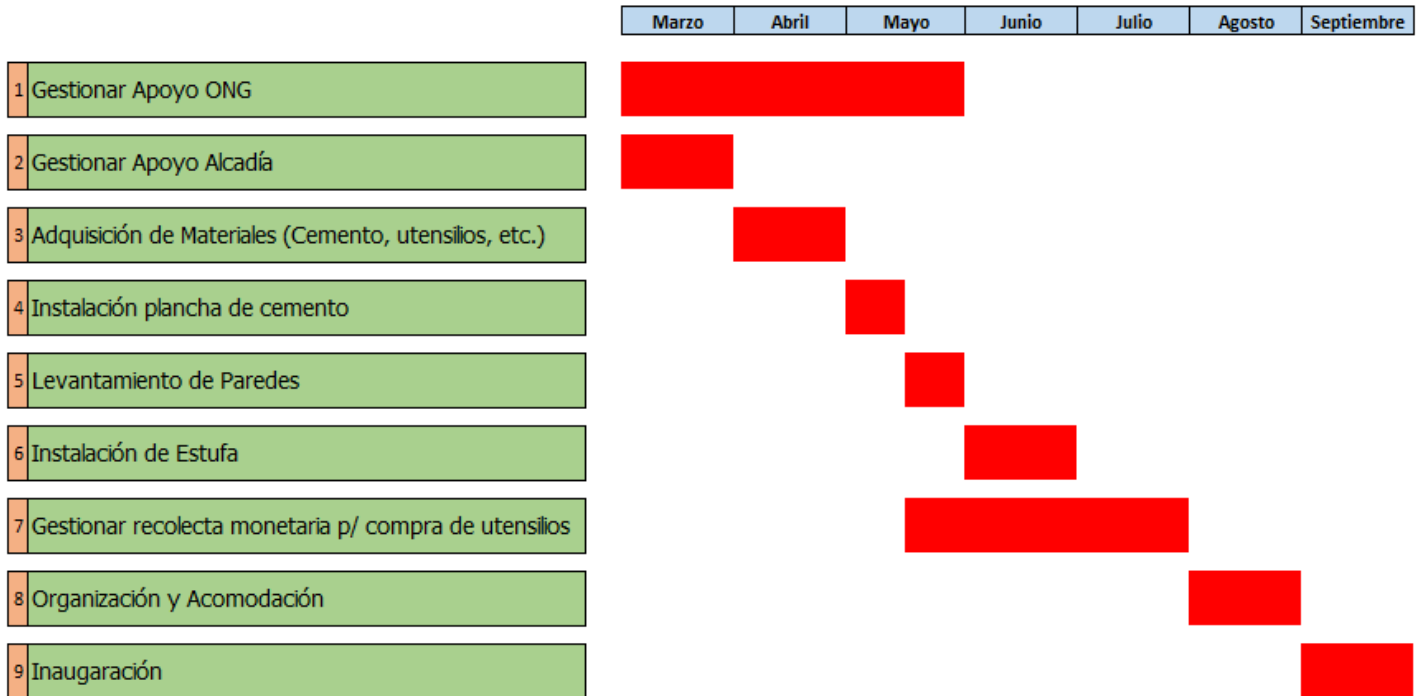 Marzo Abril Mayo Junio Julio Agosto Septiembre
1 Gestionar Apoyo ONG
2 Gestionar Apoyo Alcadía
3 Adquisición de Materiales (Cemento, utensilios, etc.)
4 Instalación plancha de cemento
5 Levantamiento de Paredes
6 Instalación de Estufa
7 Gestionar recolecta monetaria p/ compra de utensilios
8 Organización y Acomodación
9 Inaugaración